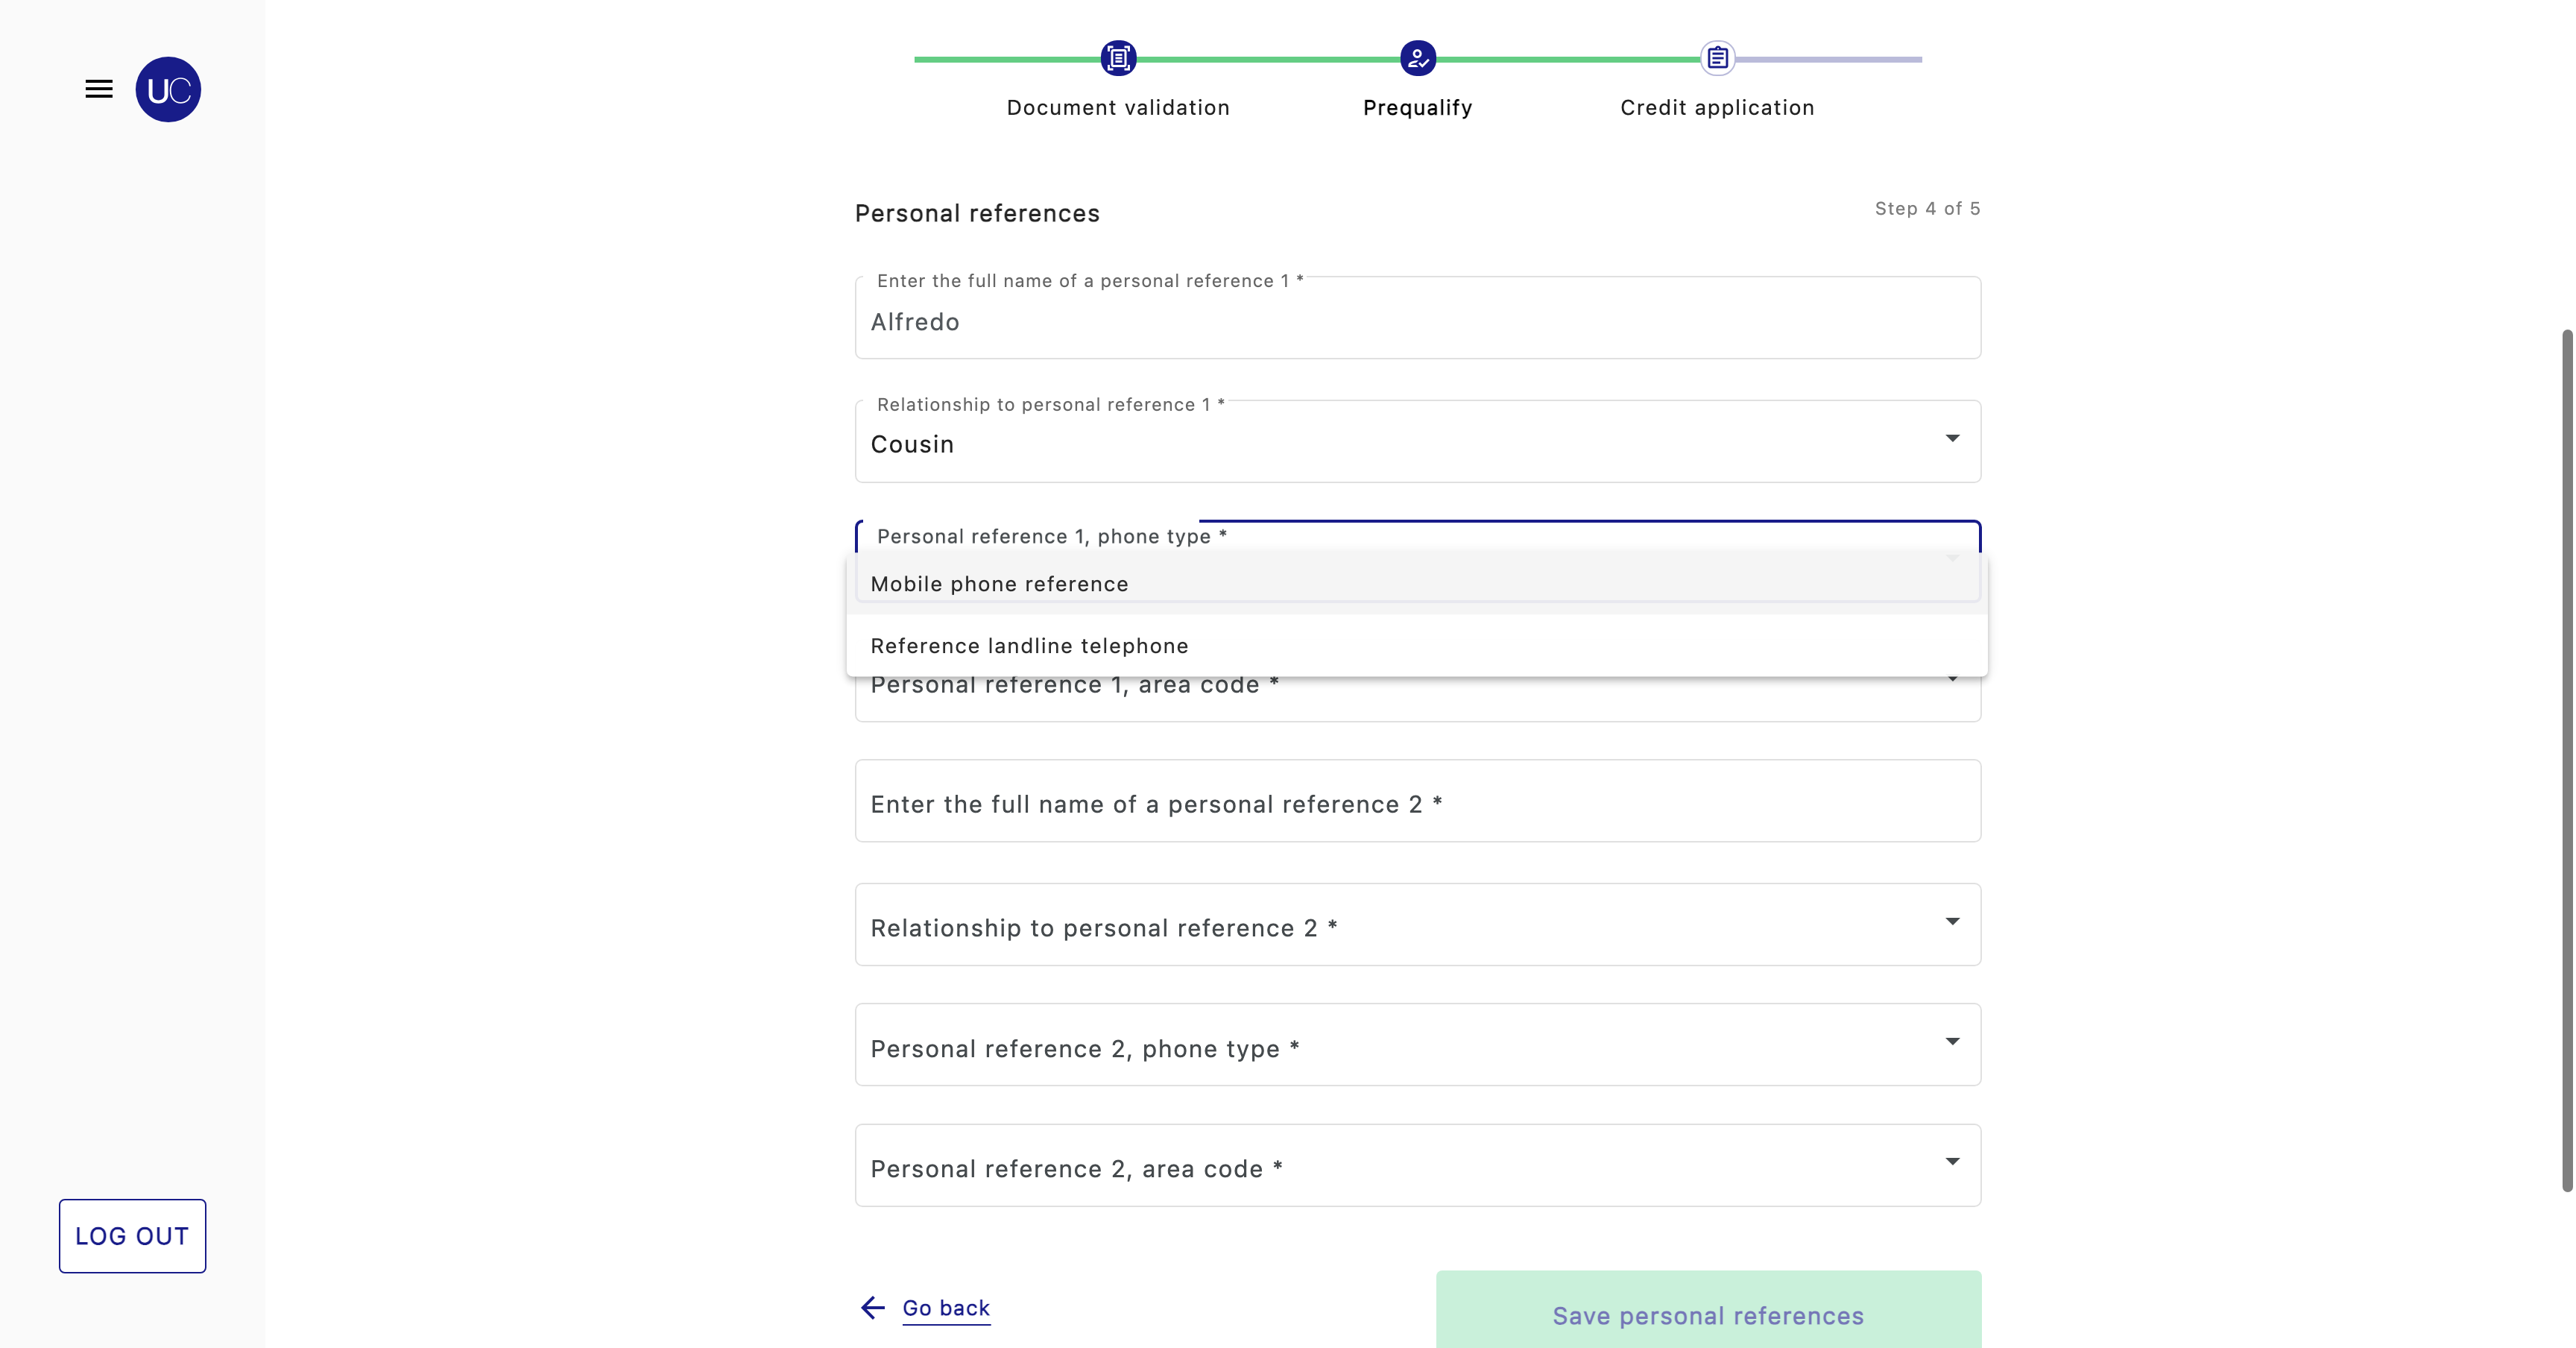 UC
Document validation
Prequalify
Credit application
Personal references
Step 4 of 5
Enter the full name of a personal reference 1 *
Alfredo
Relationship to personal reference 1 *
Cousin
Personal reference 1, phone type *
Mobile phone reference
Reference landline telephone
Personal reference 1, area code *
Enter the full name of a personal reference 2 *
Relationship to personal reference 2 *
Personal reference 2, phone type *
Personal reference 2, area code *
LOG OUT
Go back
Save personal references